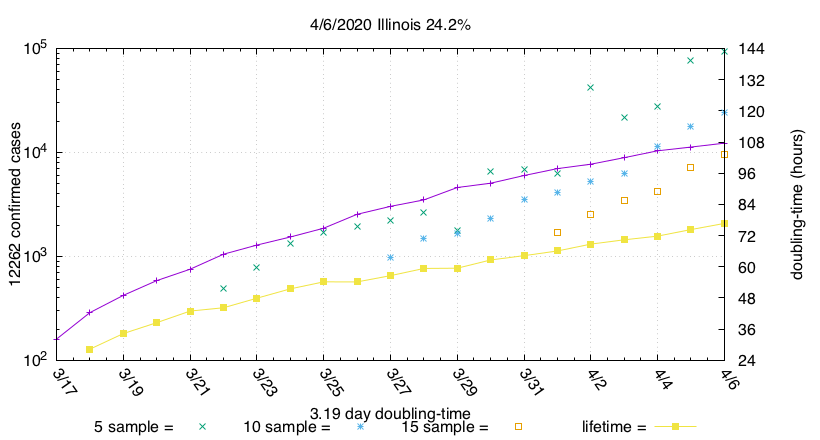 4/6/2020 Illinois 24.2%
10^5
10^4
10^3
10^2
12262 confirmed cases
144
132
120
108
96
84
72
60
48
36
24
doubling-time (hours)
3/17 3/19 3/21 3/23 3/25 3/27 3/29 3/31 4/2 4/4 4/6
3.19 day doubling-time
5 sample = 10 sample = 15 sample = lifetime =